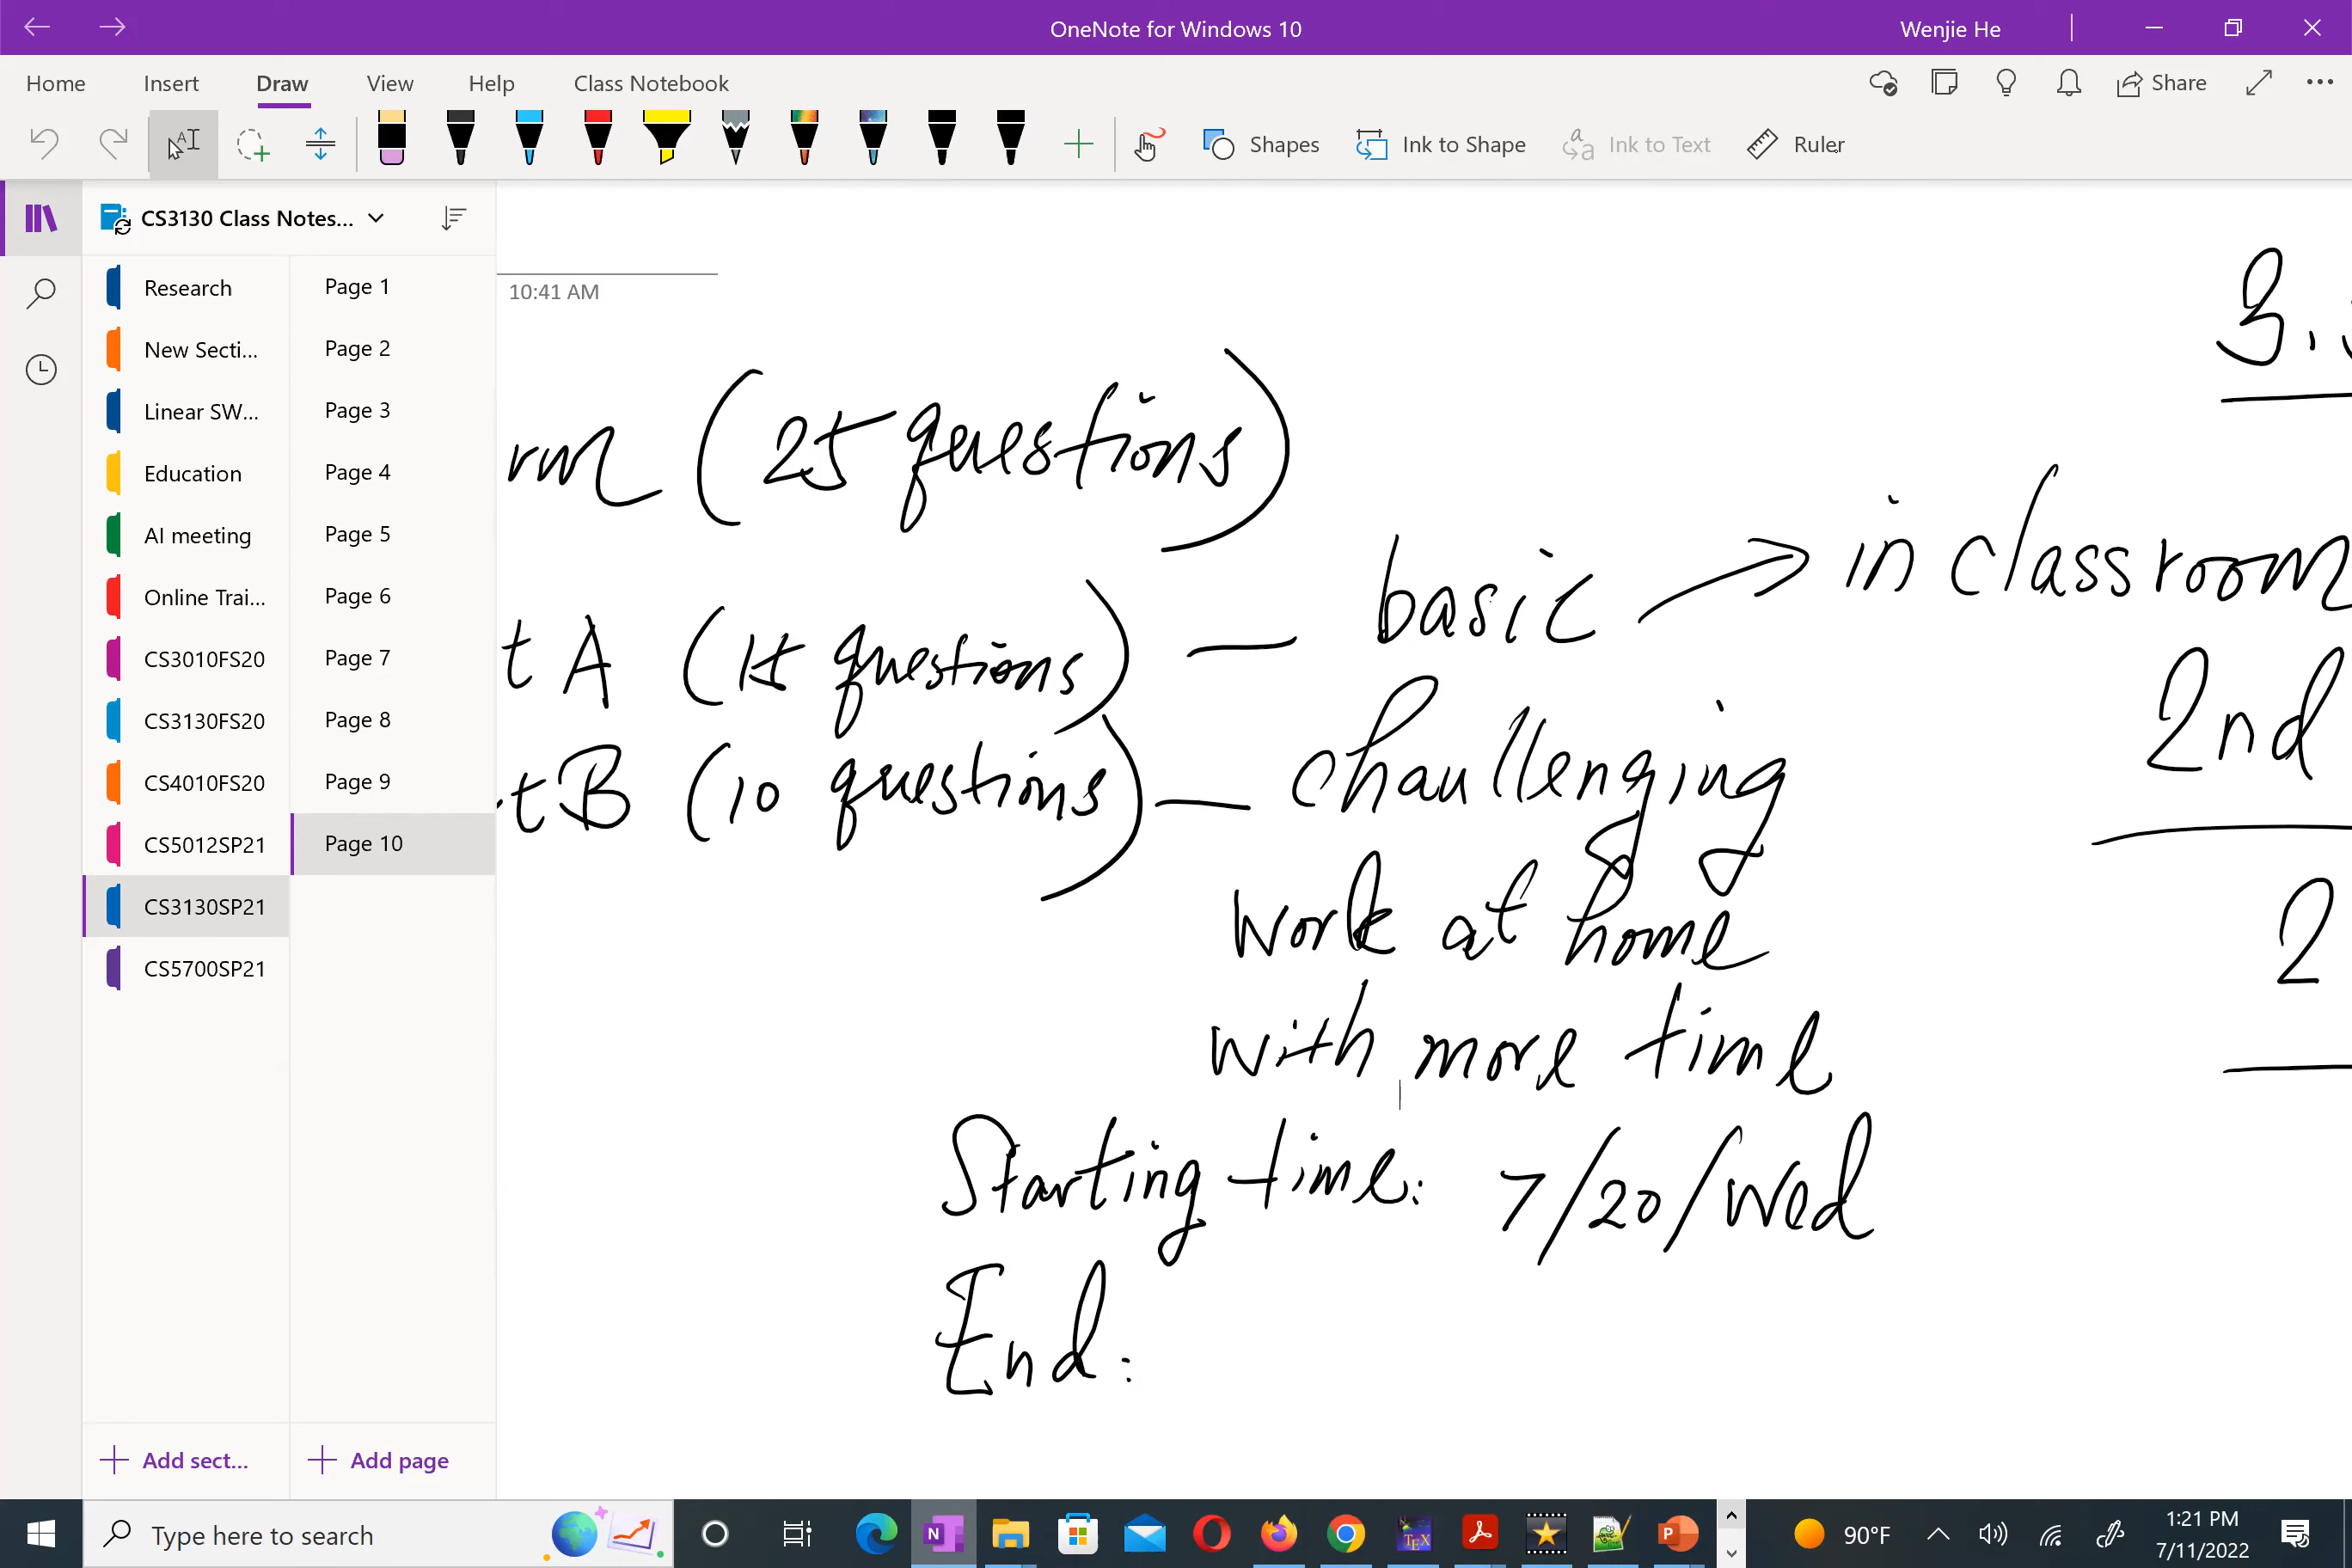 OneNote for Windows 10
Wenjie He
Home Insert Draw View Help Class Notebook
Share
Shapes Ink to Shape Ink to Text Ruler
CS3130 Class Notes...
Research
New Secti...
Linear SW...
Education
AI meeting
Online Trai...
CS3010FS20
CS3130FS20
CS4010FS20
CS5012SP21
CS3130SP21
CS5700SP21
Add sect...
Page 1
Page 2
Page 3
Page 4
Page 5
Page 6
Page 7
Page 8
Page 9
Page 10
Add page
10:41 AM
3.
(25 questions)
basic → in classroom
t A (15 questions) —
2nd
tB (10 questions) — challenging
2
work at home
with more time
Starting time: 7/20/Wed
End:
Type here to search
90°F
1:21 PM
7/11/2022